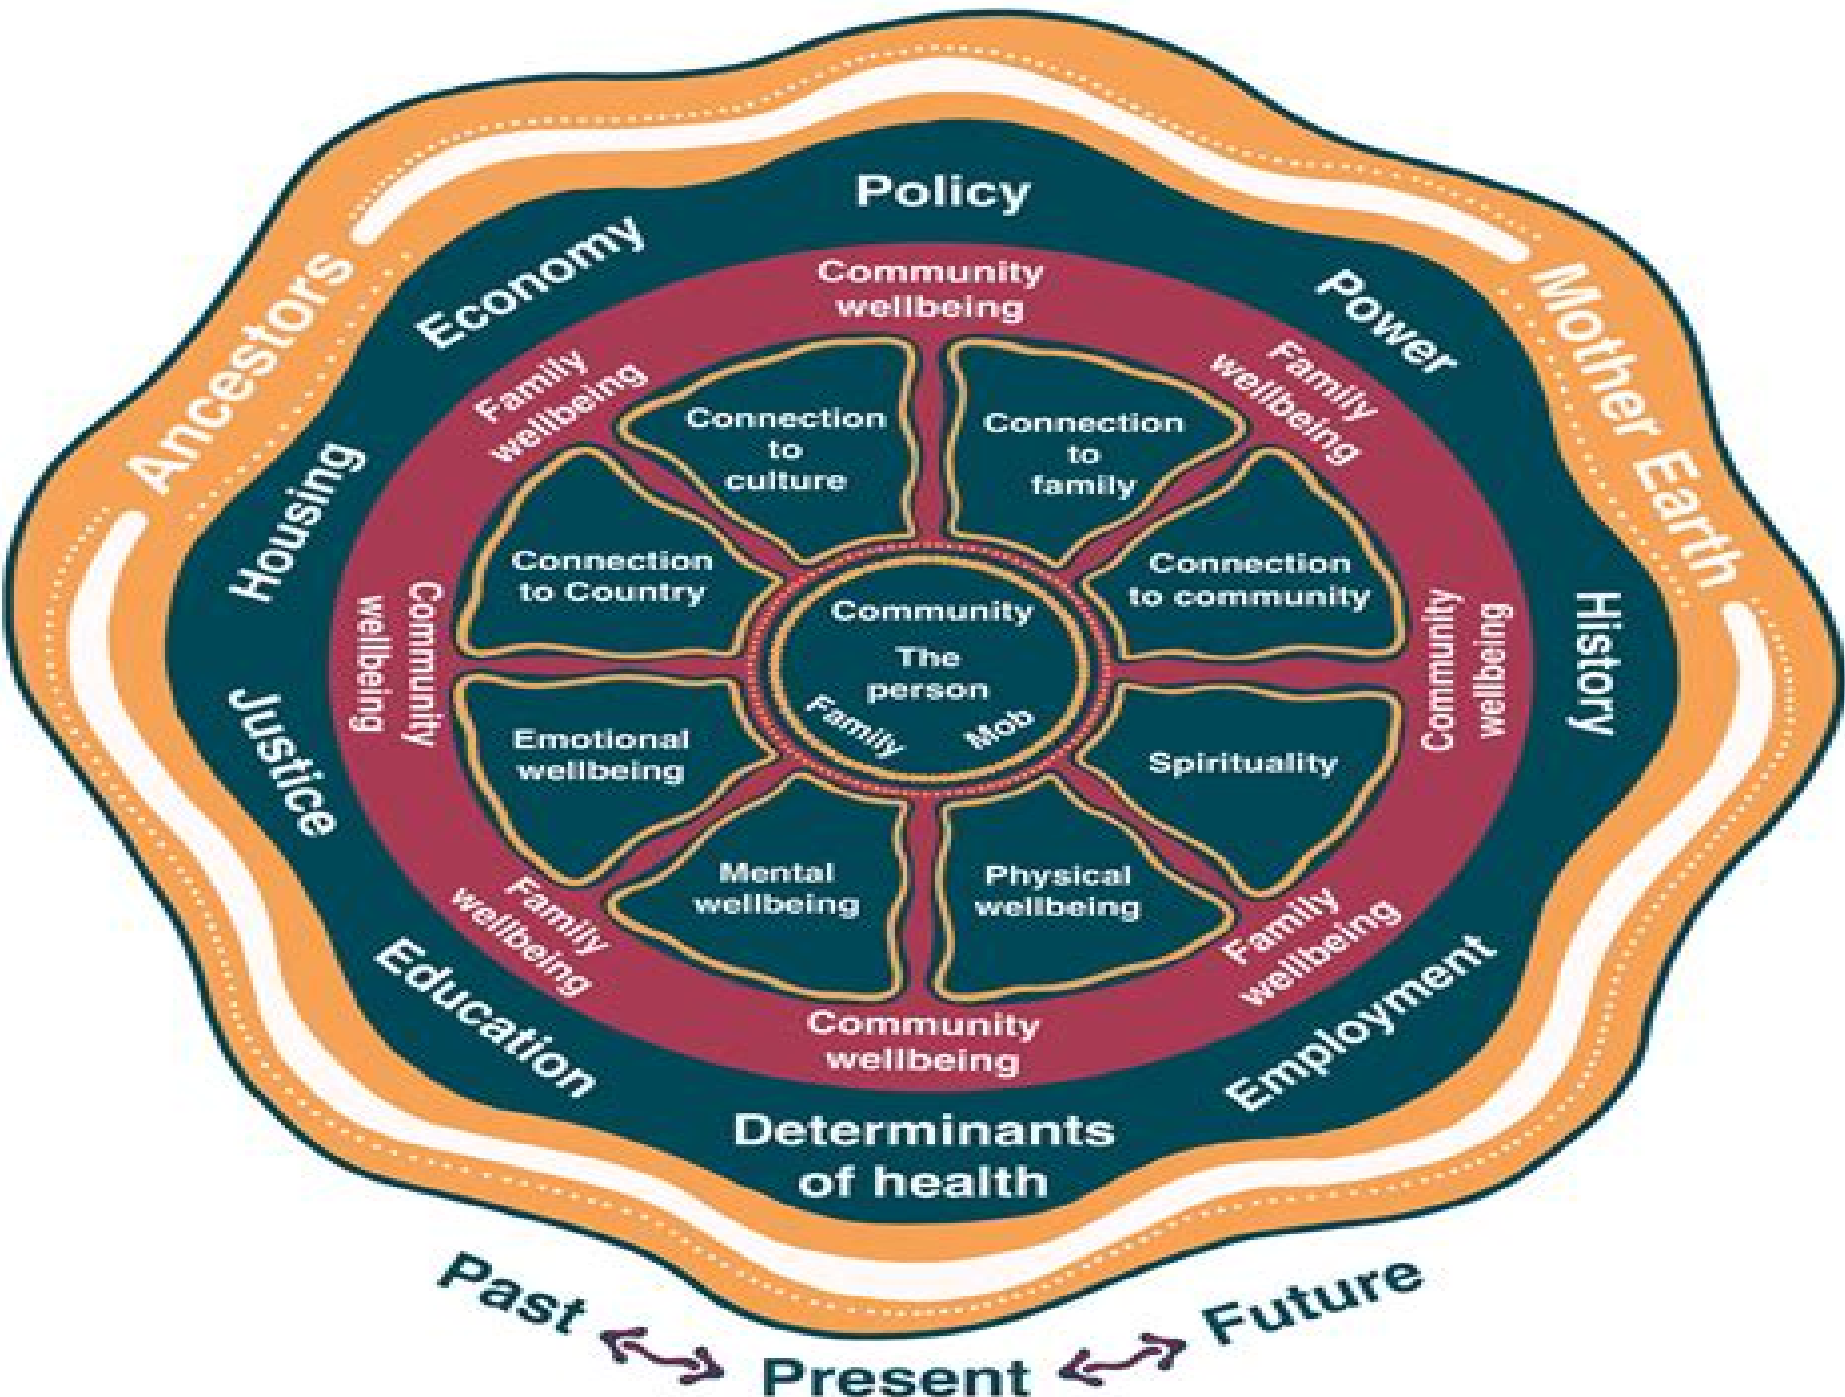 Ancestors
Mother Earth
Policy
Economy
Power
Housing
History
Justice
Education
Employment
Determinants
of health
Community
wellbeing
Family
wellbeing
Family
wellbeing
Community
wellbeing
Community
wellbeing
Family
wellbeing
Family
wellbeing
Community
wellbeing
Connection
to
culture
Connection
to
family
Connection
to Country
Connection
to community
Emotional
wellbeing
Spirituality
Mental
wellbeing
Physical
wellbeing
Community
The
person
Family
Mob
Past
Present
Future